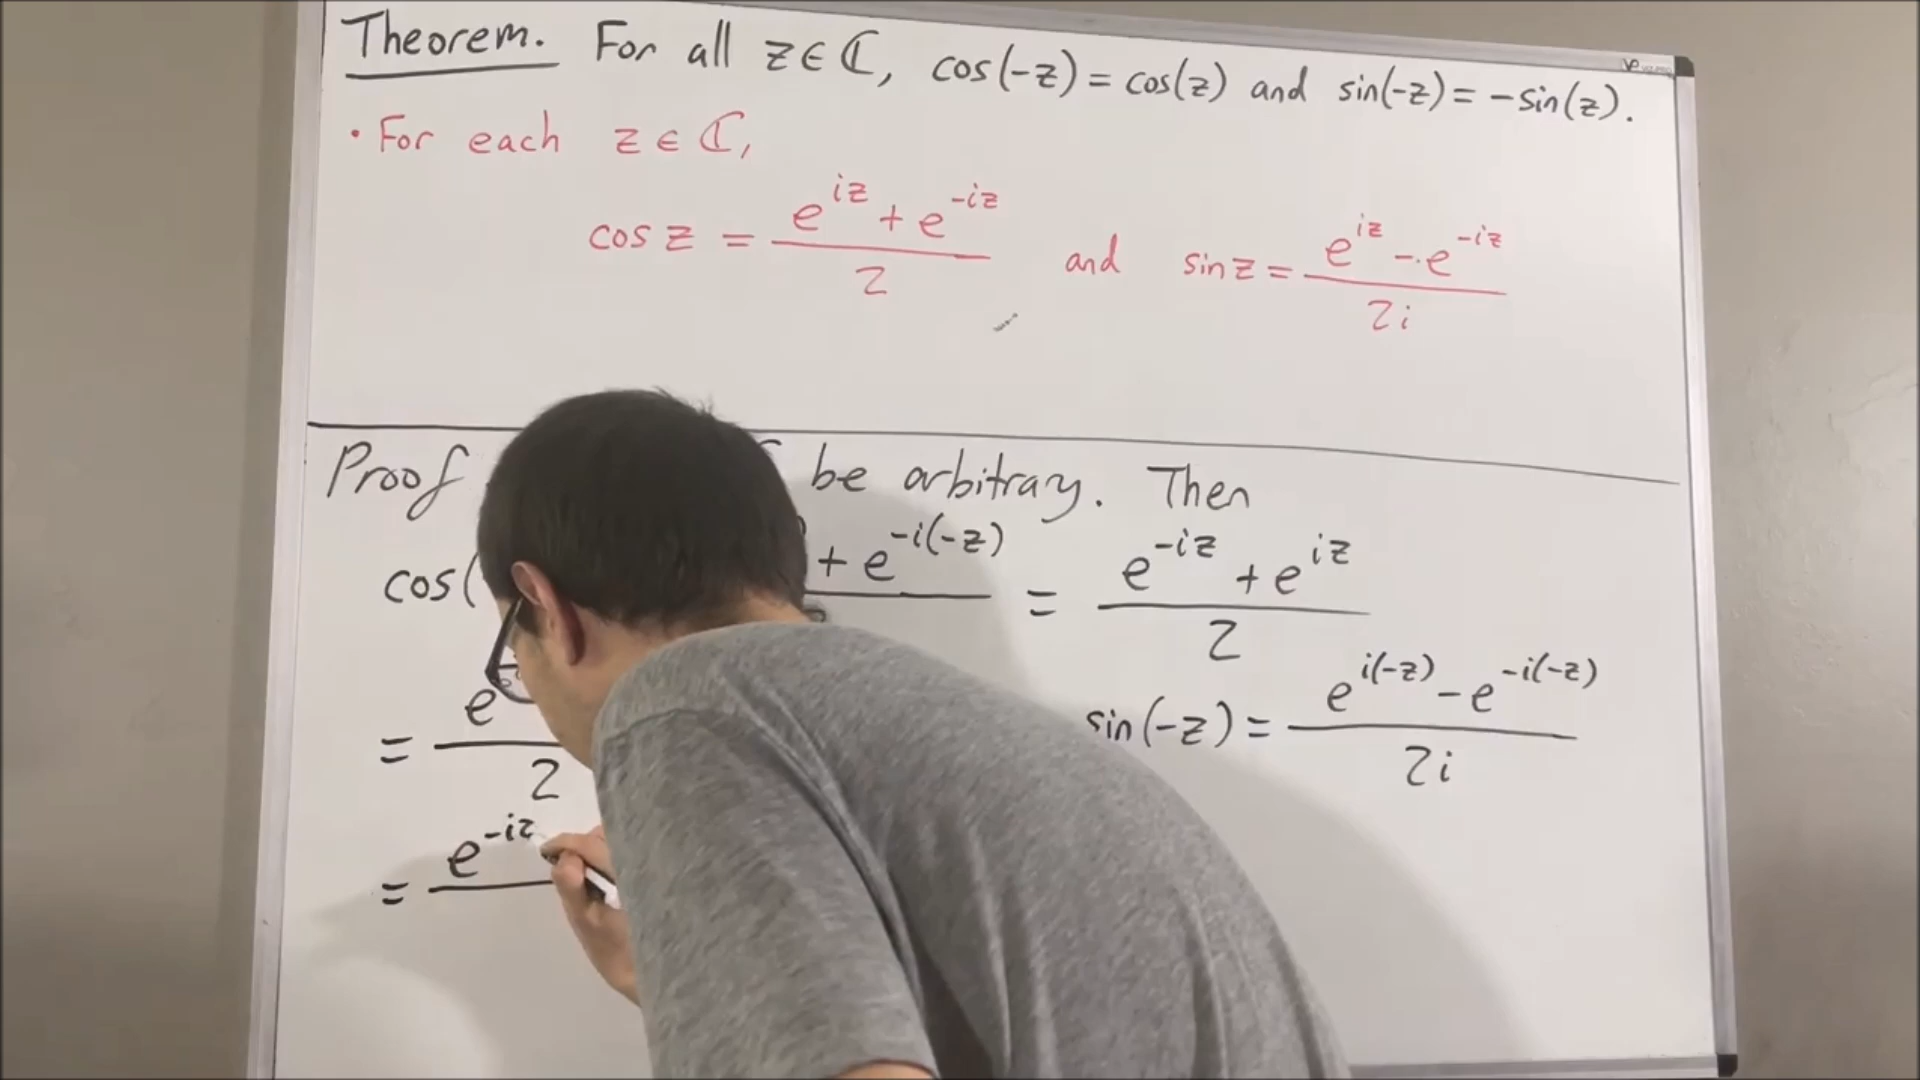 Theorem. For all z∈ℂ, cos(-z) = cos(z) and sin(-z) = -sin(z).
• For each z ∈ ℂ,
cos z = (e^{iz} + e^{-iz})/2 and sin z = (e^{iz} - e^{-iz})/2i
Proof be arbitrary. Then
cos( + e^{-i(-z)} = (e^{-iz} + e^{iz})/2
= e /2 sin(-z) = (e^{i(-z)} - e^{-i(-z)})/2i
= e^{-iz}